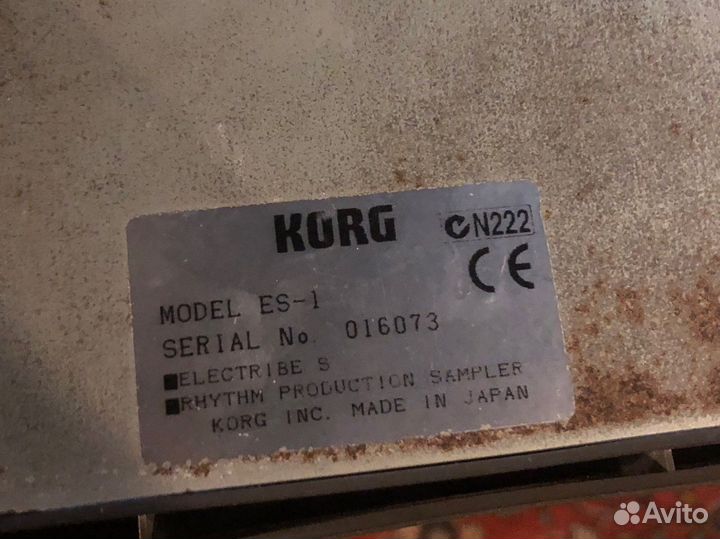 KORG
N222
CE
MODEL ES-1
SERIAL No. 016073
■ELECTRIBE S
■RHYTHM PRODUCTION SAMPLER
KORG INC. MADE IN JAPAN
Avito